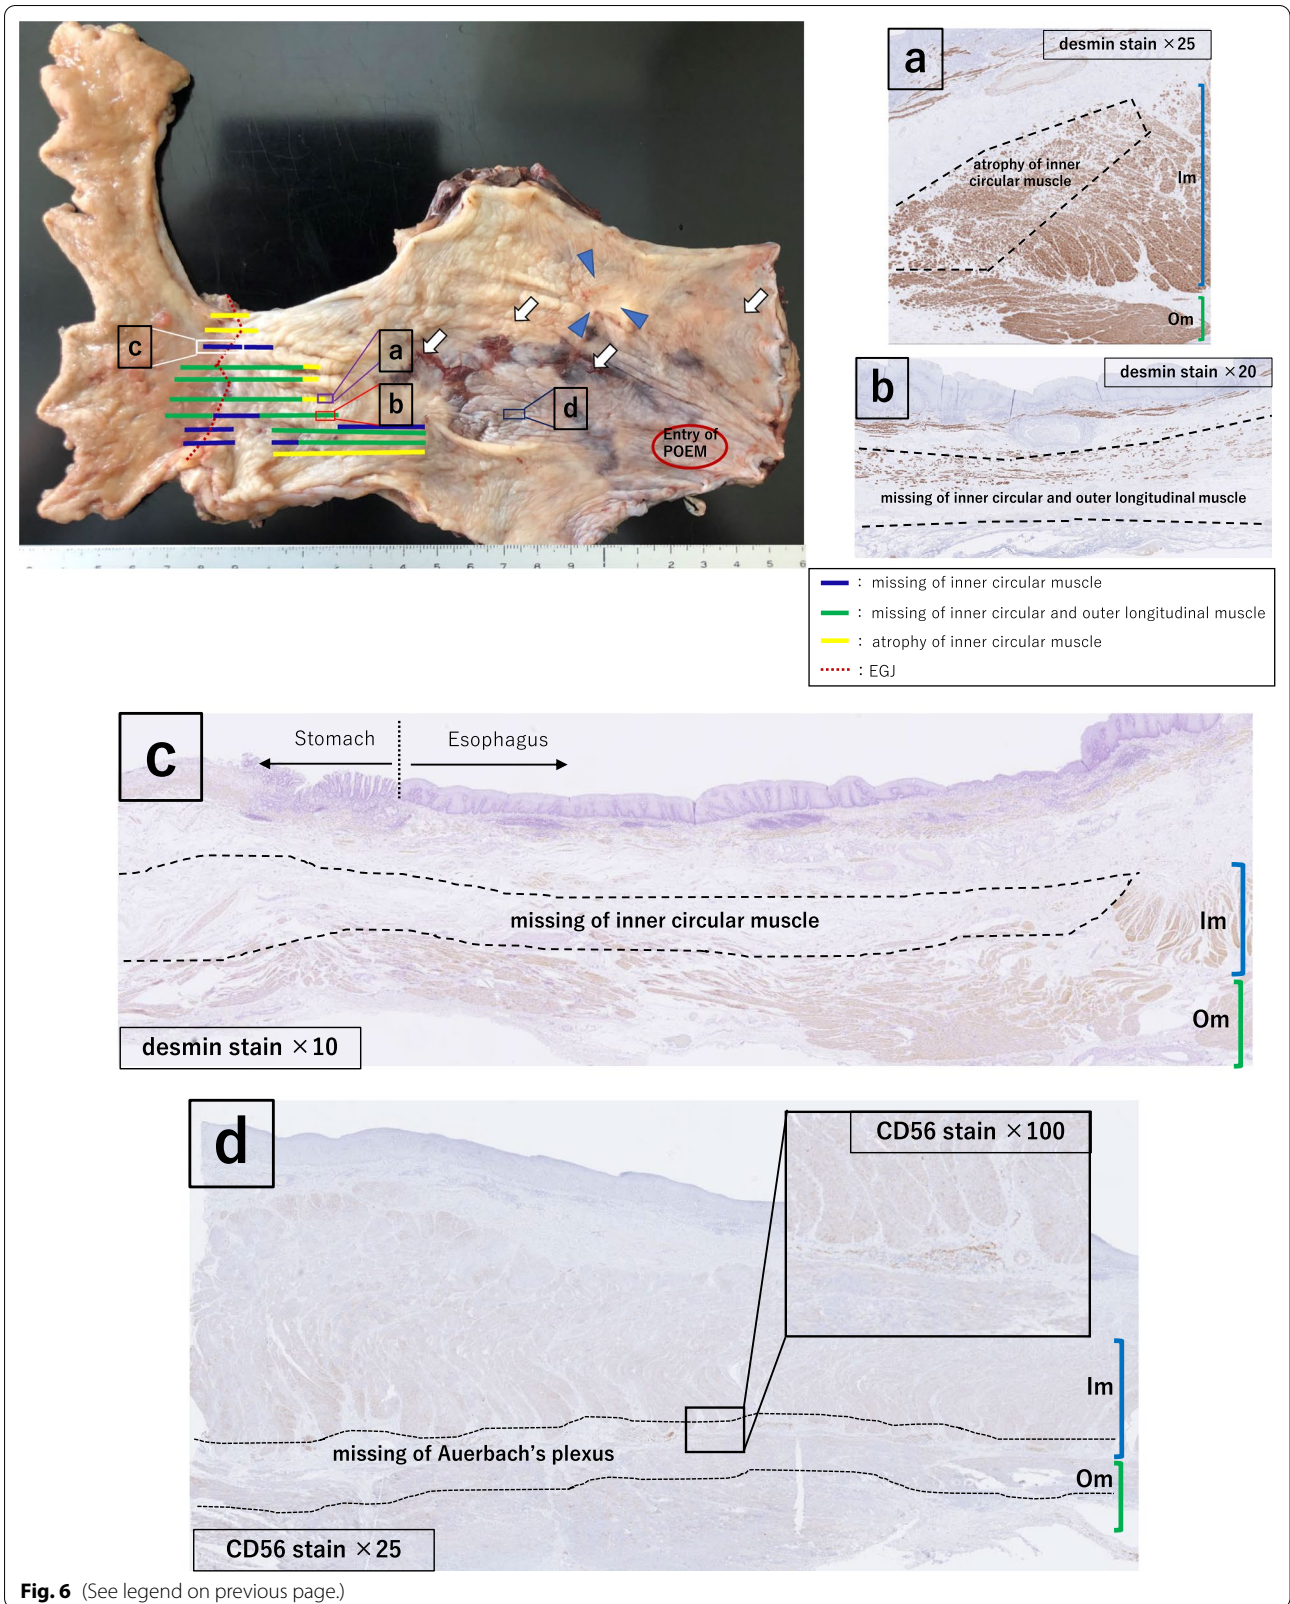 a
desmin stain ×25
atrophy of inner
circular muscle
Im
Om
c
a
b
d
Entry of
POEM
b
desmin stain ×20
missing of inner circular and outer longitudinal muscle
: missing of inner circular muscle
: missing of inner circular and outer longitudinal muscle
: atrophy of inner circular muscle
: EGJ
c
Stomach
Esophagus
missing of inner circular muscle
Im
Om
desmin stain ×10
d
CD56 stain ×100
Im
missing of Auerbach's plexus
Om
CD56 stain ×25
Fig. 6 (See legend on previous page.)